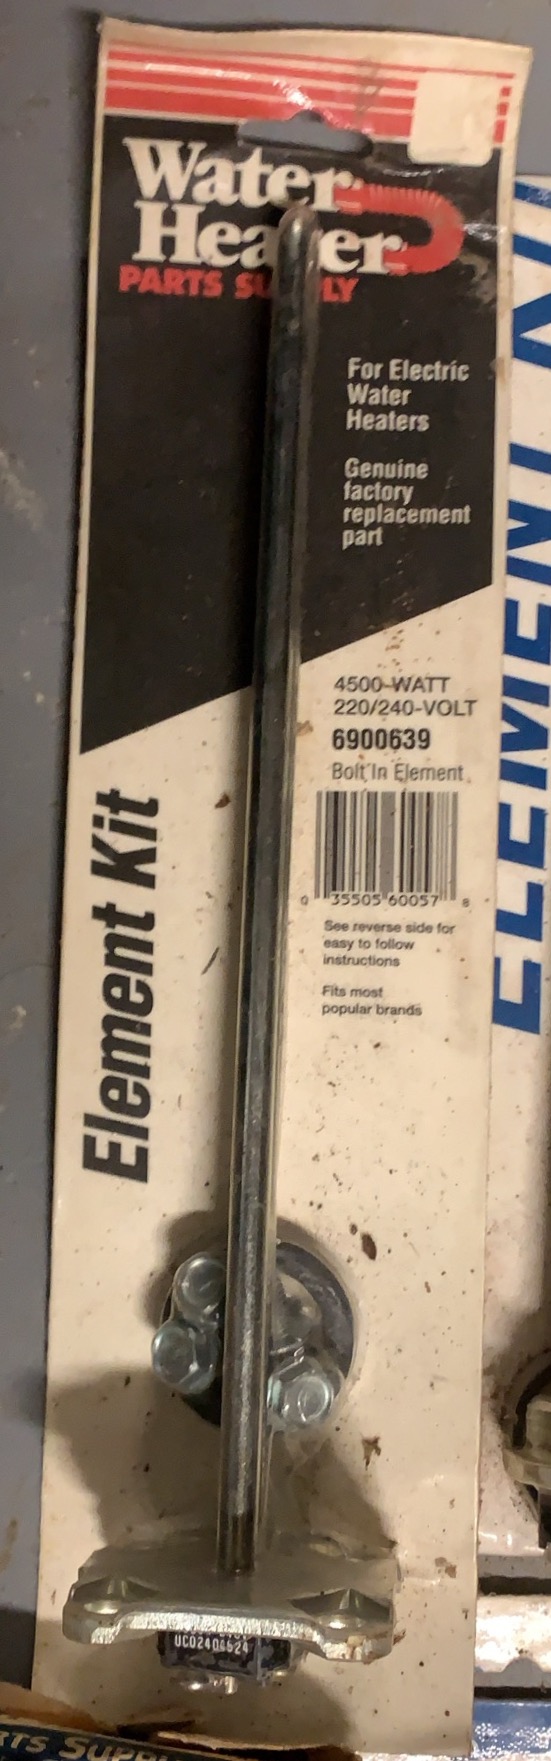 Water
Heater
PARTS SUPPLY
For Electric
Water
Heaters
Genuine
factory
replacement
part
4500-WATT
220/240-VOLT
6900639
Bolt In Element
0 35505 60057 8
See reverse side for
easy to follow
instructions
Fits most
popular brands
Element Kit
ELEMENT